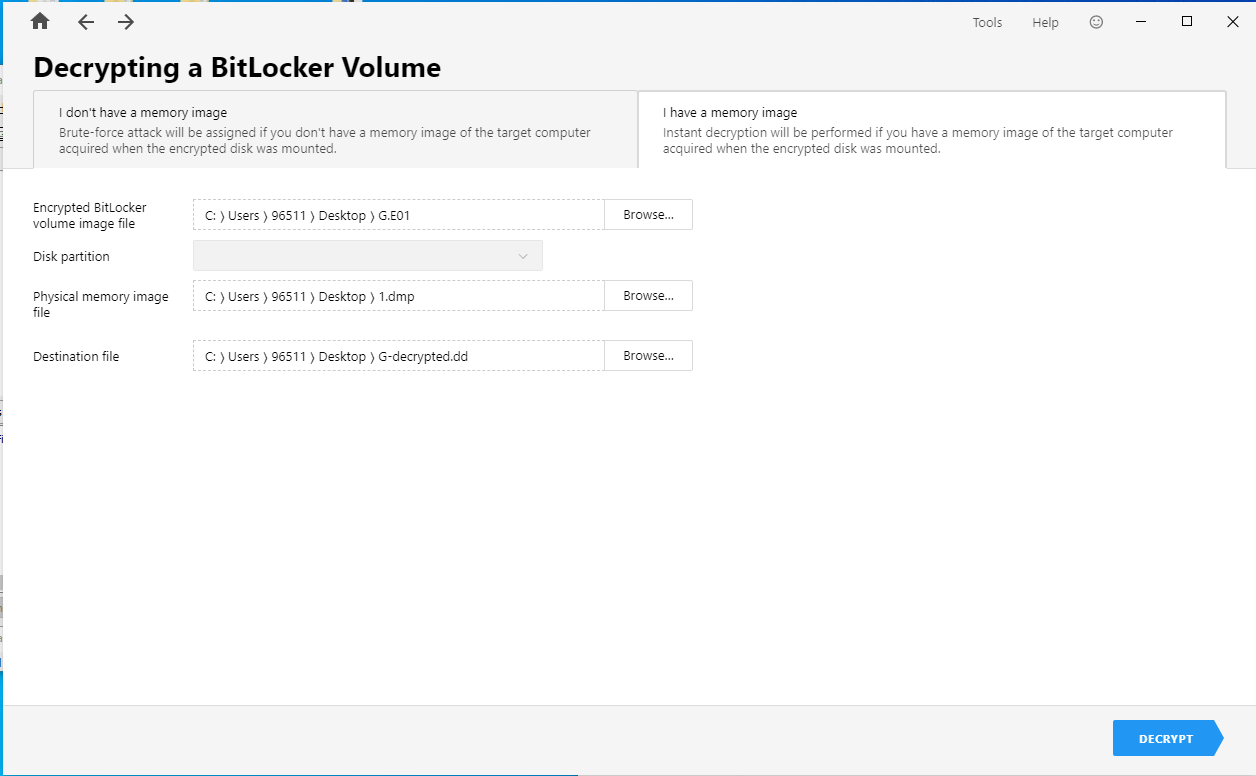 Tools Help
Decrypting a BitLocker Volume
I don't have a memory image
Brute-force attack will be assigned if you don't have a memory image of the target computer
acquired when the encrypted disk was mounted.
I have a memory image
Instant decryption will be performed if you have a memory image of the target computer
acquired when the encrypted disk was mounted.
Encrypted BitLocker
volume image file
C: ⟩ Users ⟩ 96511 ⟩ Desktop ⟩ G.E01
Browse...
Disk partition
Physical memory image
file
C: ⟩ Users ⟩ 96511 ⟩ Desktop ⟩ 1.dmp
Browse...
Destination file
C: ⟩ Users ⟩ 96511 ⟩ Desktop ⟩ G-decrypted.dd
Browse...
DECRYPT